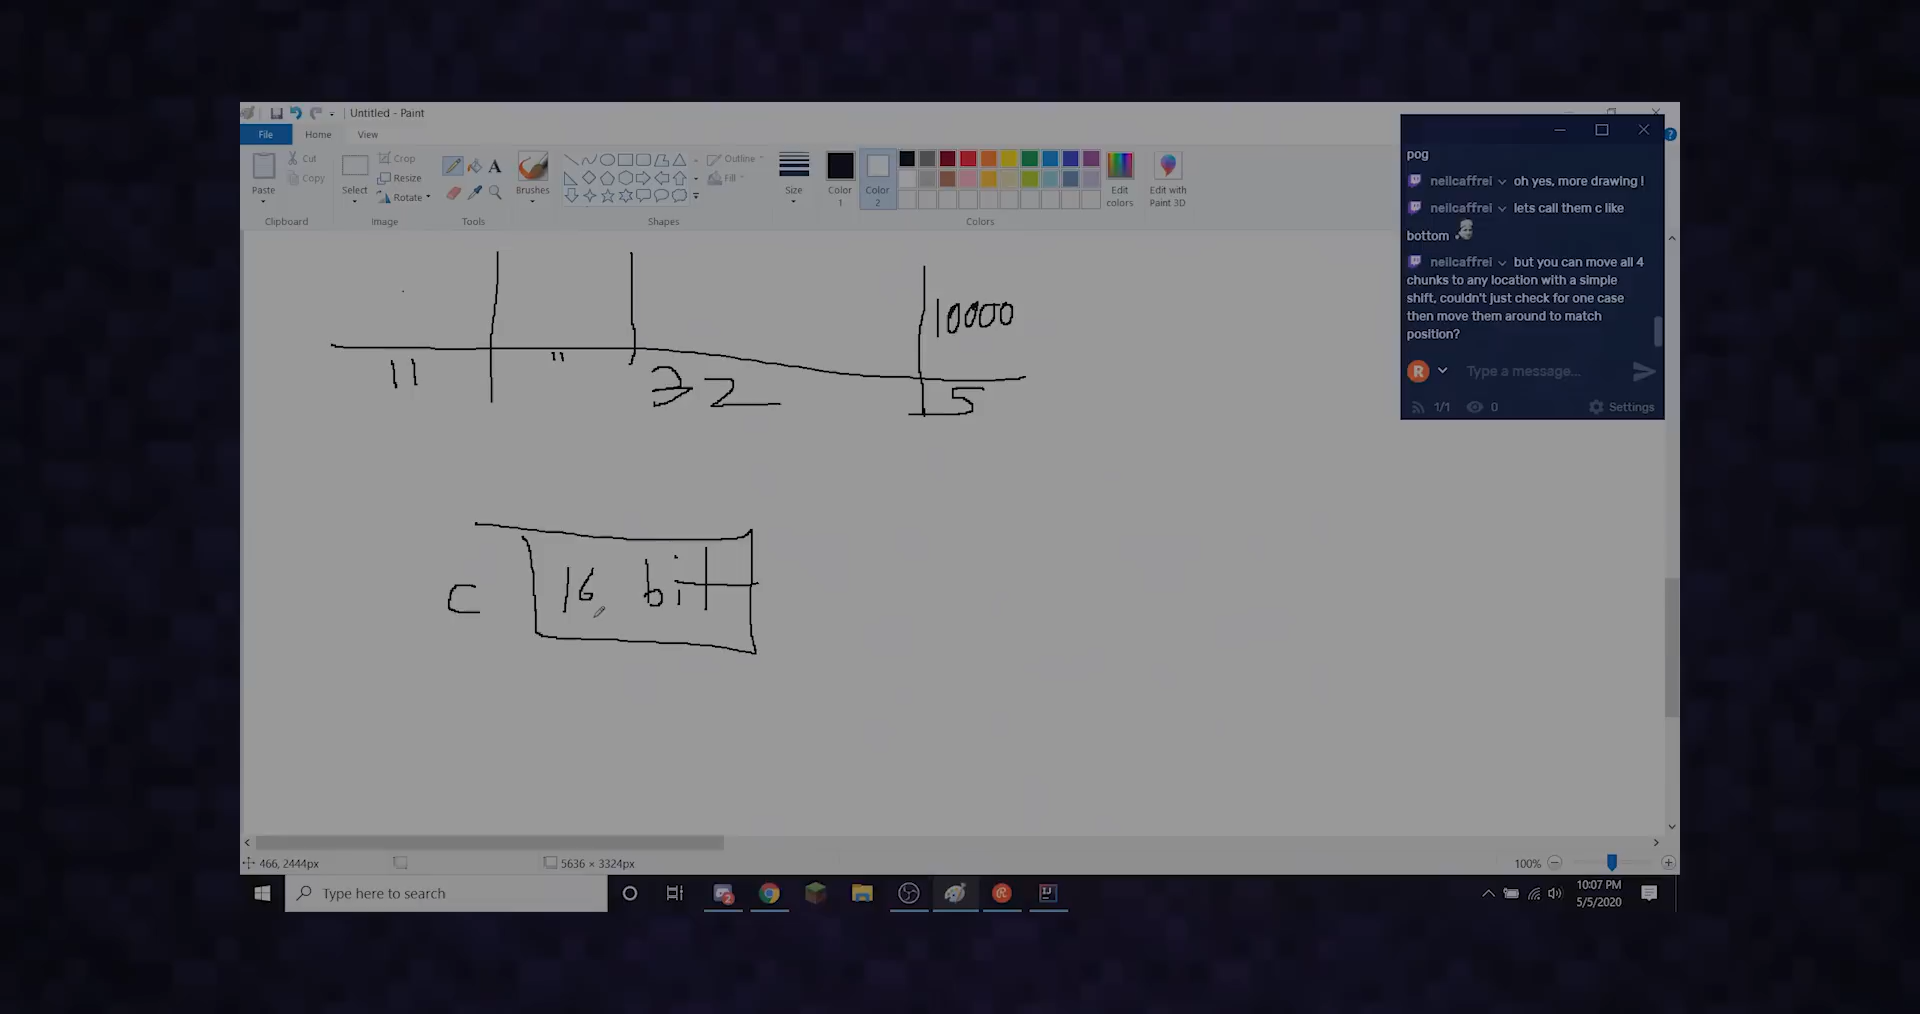 Untitled - Paint
File Home View
Cut
Copy
Paste
Clipboard
Crop
Resize
Rotate
Select
Image
A
Tools
Brushes
Outline
Fill
Shapes
Size
Color 1
Color 2
Edit colors
Edit with Paint 3D
Colors
10000
11
11
32
5
C
16 bit
pog
neilcaffrei oh yes, more drawing !
neilcaffrei lets call them c like
bottom
neilcaffrei but you can move all 4
chunks to any location with a simple
shift, couldn't just check for one case
then move them around to match
position?
R Type a message...
1/1 0 Settings
466, 2444px
5636 × 3324px
100%
Type here to search
2
R
IJ
10:07 PM
5/5/2020